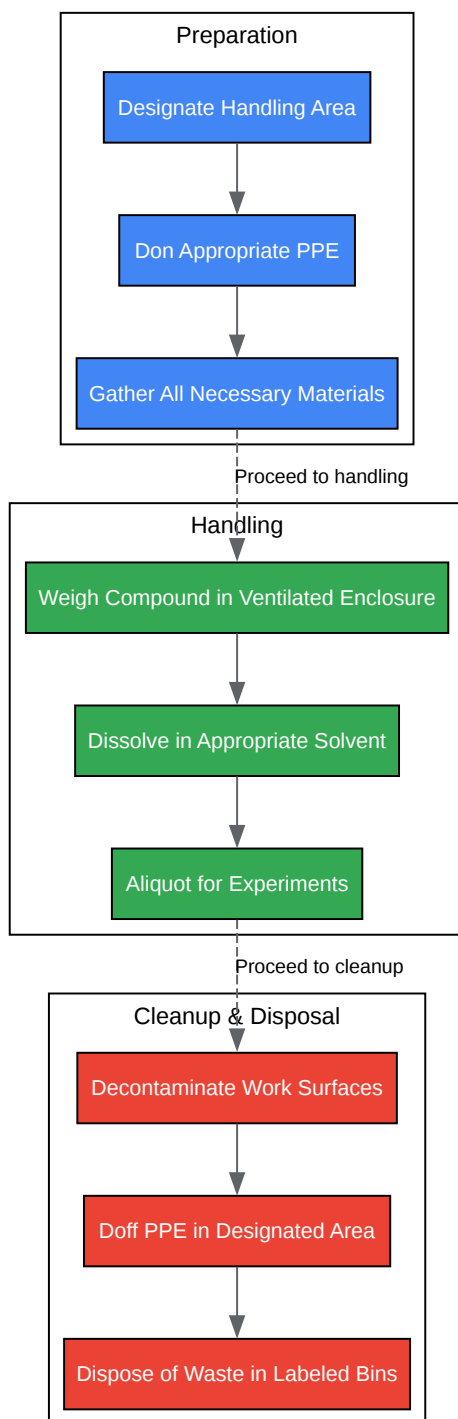 Preparation
Designate Handling Area
Don Appropriate PPE
Gather All Necessary Materials
Proceed to handling
Handling
Weigh Compound in Ventilated Enclosure
Dissolve in Appropriate Solvent
Aliquot for Experiments
Proceed to cleanup
Cleanup & Disposal
Decontaminate Work Surfaces
Doff PPE in Designated Area
Dispose of Waste in Labeled Bins